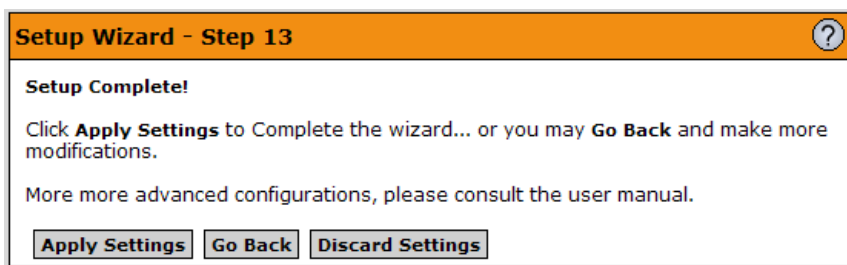 Setup Wizard - Step 13
?
Setup Complete!
Click Apply Settings to Complete the wizard... or you may Go Back and make more
modifications.
More more advanced configurations, please consult the user manual.
Apply Settings Go Back Discard Settings